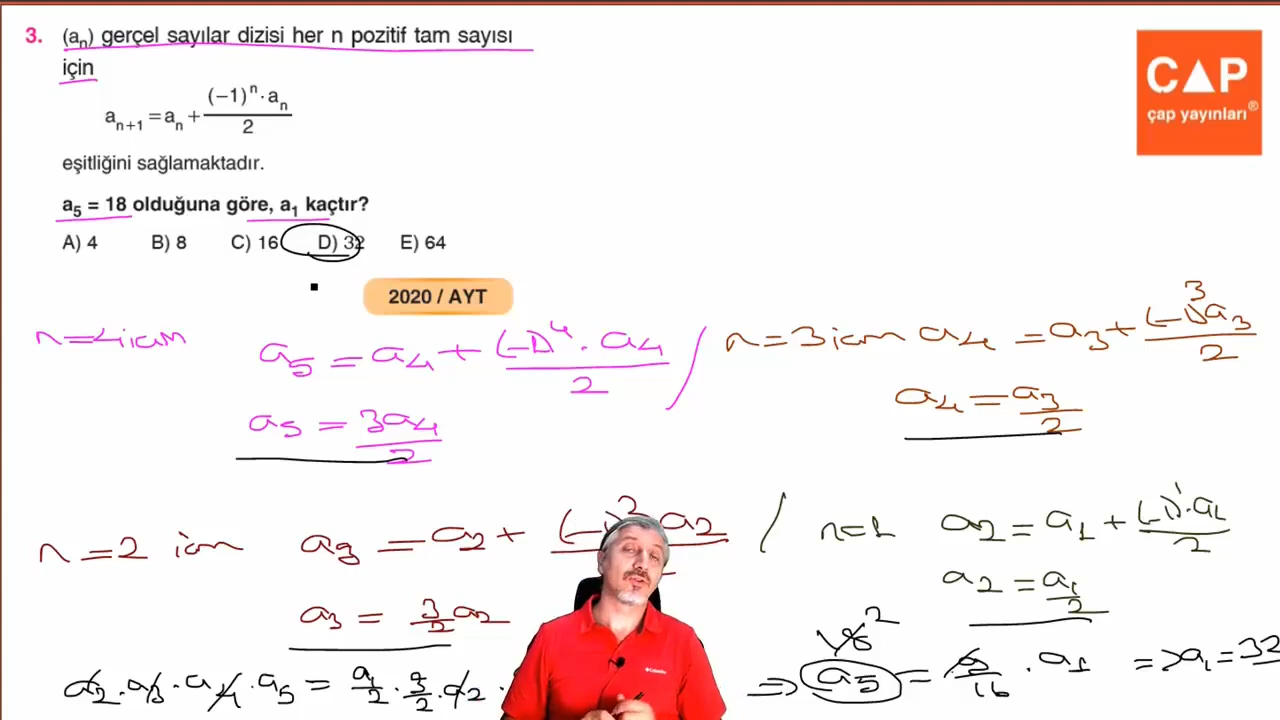 3. (aₙ) gerçel sayılar dizisi her n pozitif tam sayısı
için
aₙ₊₁ = aₙ + (−1)ⁿ · aₙ / 2
eşitliğini sağlamaktadır.
a₅ = 18 olduğuna göre, a₁ kaçtır?
A) 4 B) 8 C) 16 D) 32 E) 64
2020 / AYT
CAP
çap yayınları®
n=4 için a₅ = a₄ + (−1)⁴ · a₄ / 2
a₅ = 3a₄ / 2
n=3 için a₄ = a₃ + (−1)³ a₃ / 2
a₄ = a₃ / 2
n=2 için a₃ = a₂ + (−1)² a₂
a₃ = 3/2 a₂
n=1 a₂ = a₁ + (−1)¹ · a₁ / 2
a₂ = a₁ / 2
a₂ · a₃ · a₄ · a₅ = a₁/2 · 3/2 · a₂ ·
⇒ 18 2
a₅ = 9/16 · a₁ ⇒ a₁ = 32
Columbia